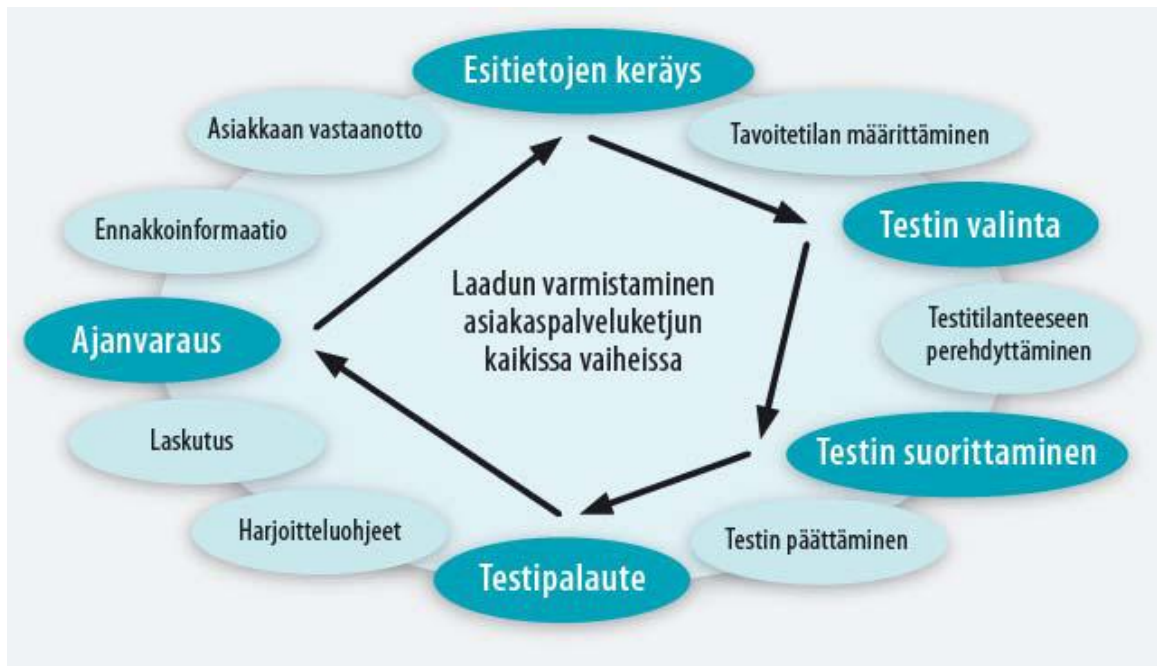 Esitietojen keräys
Asiakkaan vastaanotto
Tavoitetilan määrittäminen
Testin valinta
Ennakkoinformaatio
Laadun varmistaminen
asiakaspalveluketjun
kaikissa vaiheissa
Testitilanteeseen
perehdyttäminen
Ajanvaraus
Laskutus
Testin suorittaminen
Harjoitteluohjeet
Testin päättäminen
Testipalaute